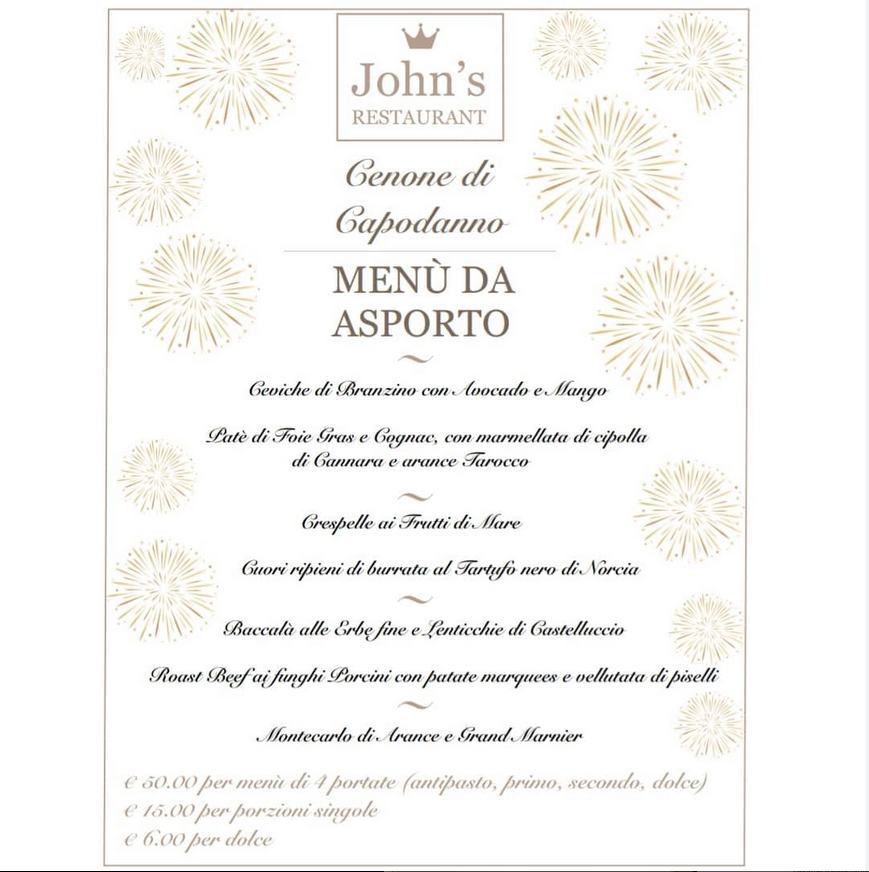 John's
RESTAURANT
Cenone di
Capodanno
MENÙ DA
ASPORTO
Ceviche di Branzino con Avocado e Mango
Patè di Foie Gras e Cognac, con marmellata di cipolla
di Cannara e arance Tarocco
Crespelle ai Frutti di Mare
Cuori ripieni di burrata al Tartufo nero di Norcia
Baccalà alle Erbe fine e Lenticchie di Castelluccio
Roast Beef ai funghi Porcini con patate marquees e vellutata di piselli
Montecarlo di Arance e Grand Marnier
€ 50.00 per menù di 4 portate (antipasto, primo, secondo, dolce)
€ 15.00 per porzioni singole
€ 6.00 per dolce